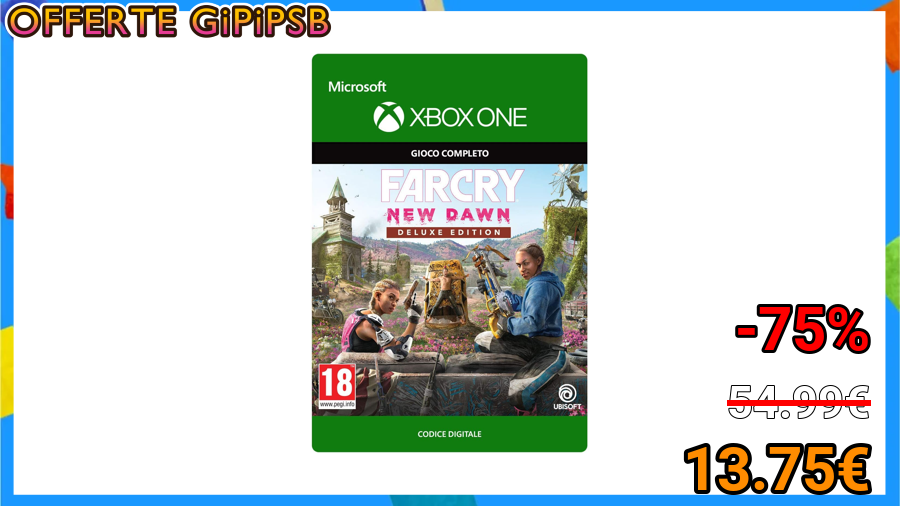 OFFERTE GiPiPSB
Microsoft
XBOX ONE
GIOCO COMPLETO
FARCRY
NEW DAWN
DELUXE EDITION
18
www.pegi.info
UBISOFT
CODICE DIGITALE
-75%
54.99€
13.75€